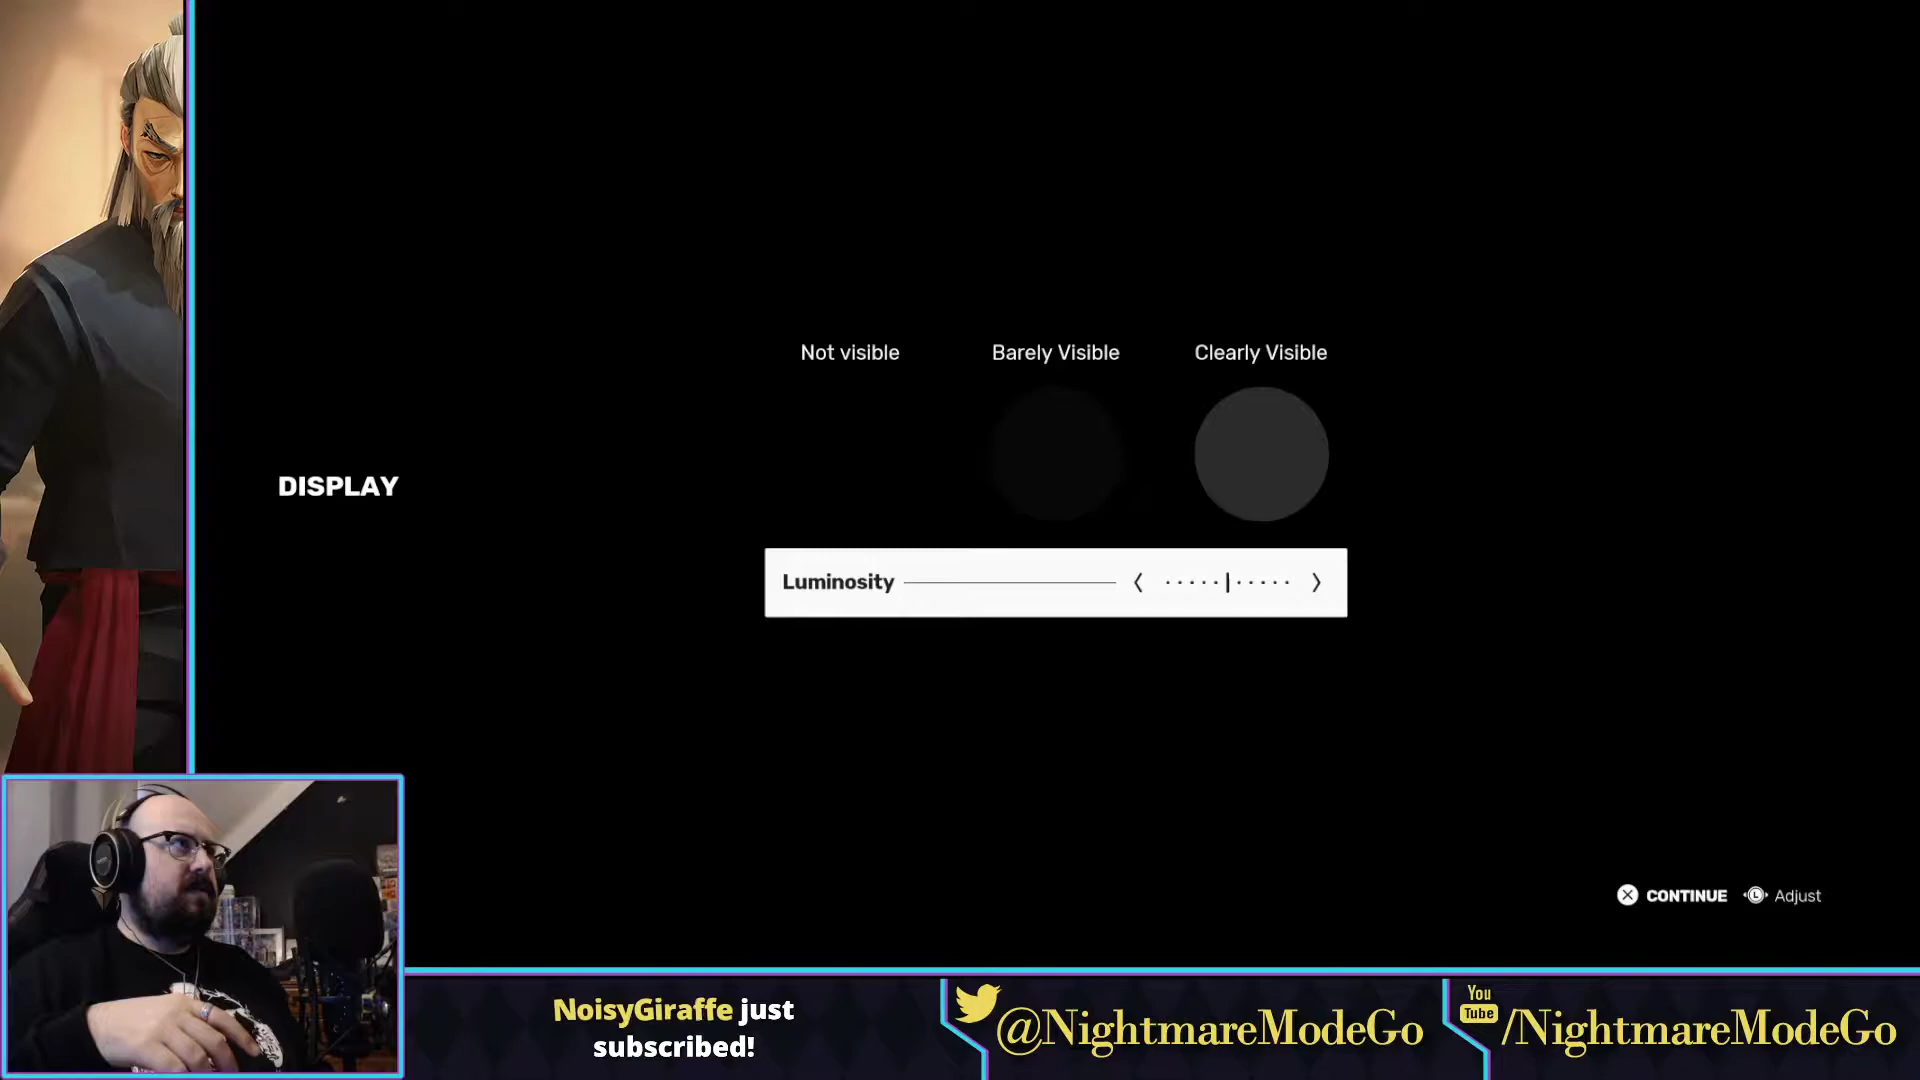 Not visible
Barely Visible
Clearly Visible
DISPLAY
Luminosity
CONTINUE
Adjust
NoisyGiraffe just
subscribed!
@NightmareModeGo
You
Tube
/NightmareModeGo